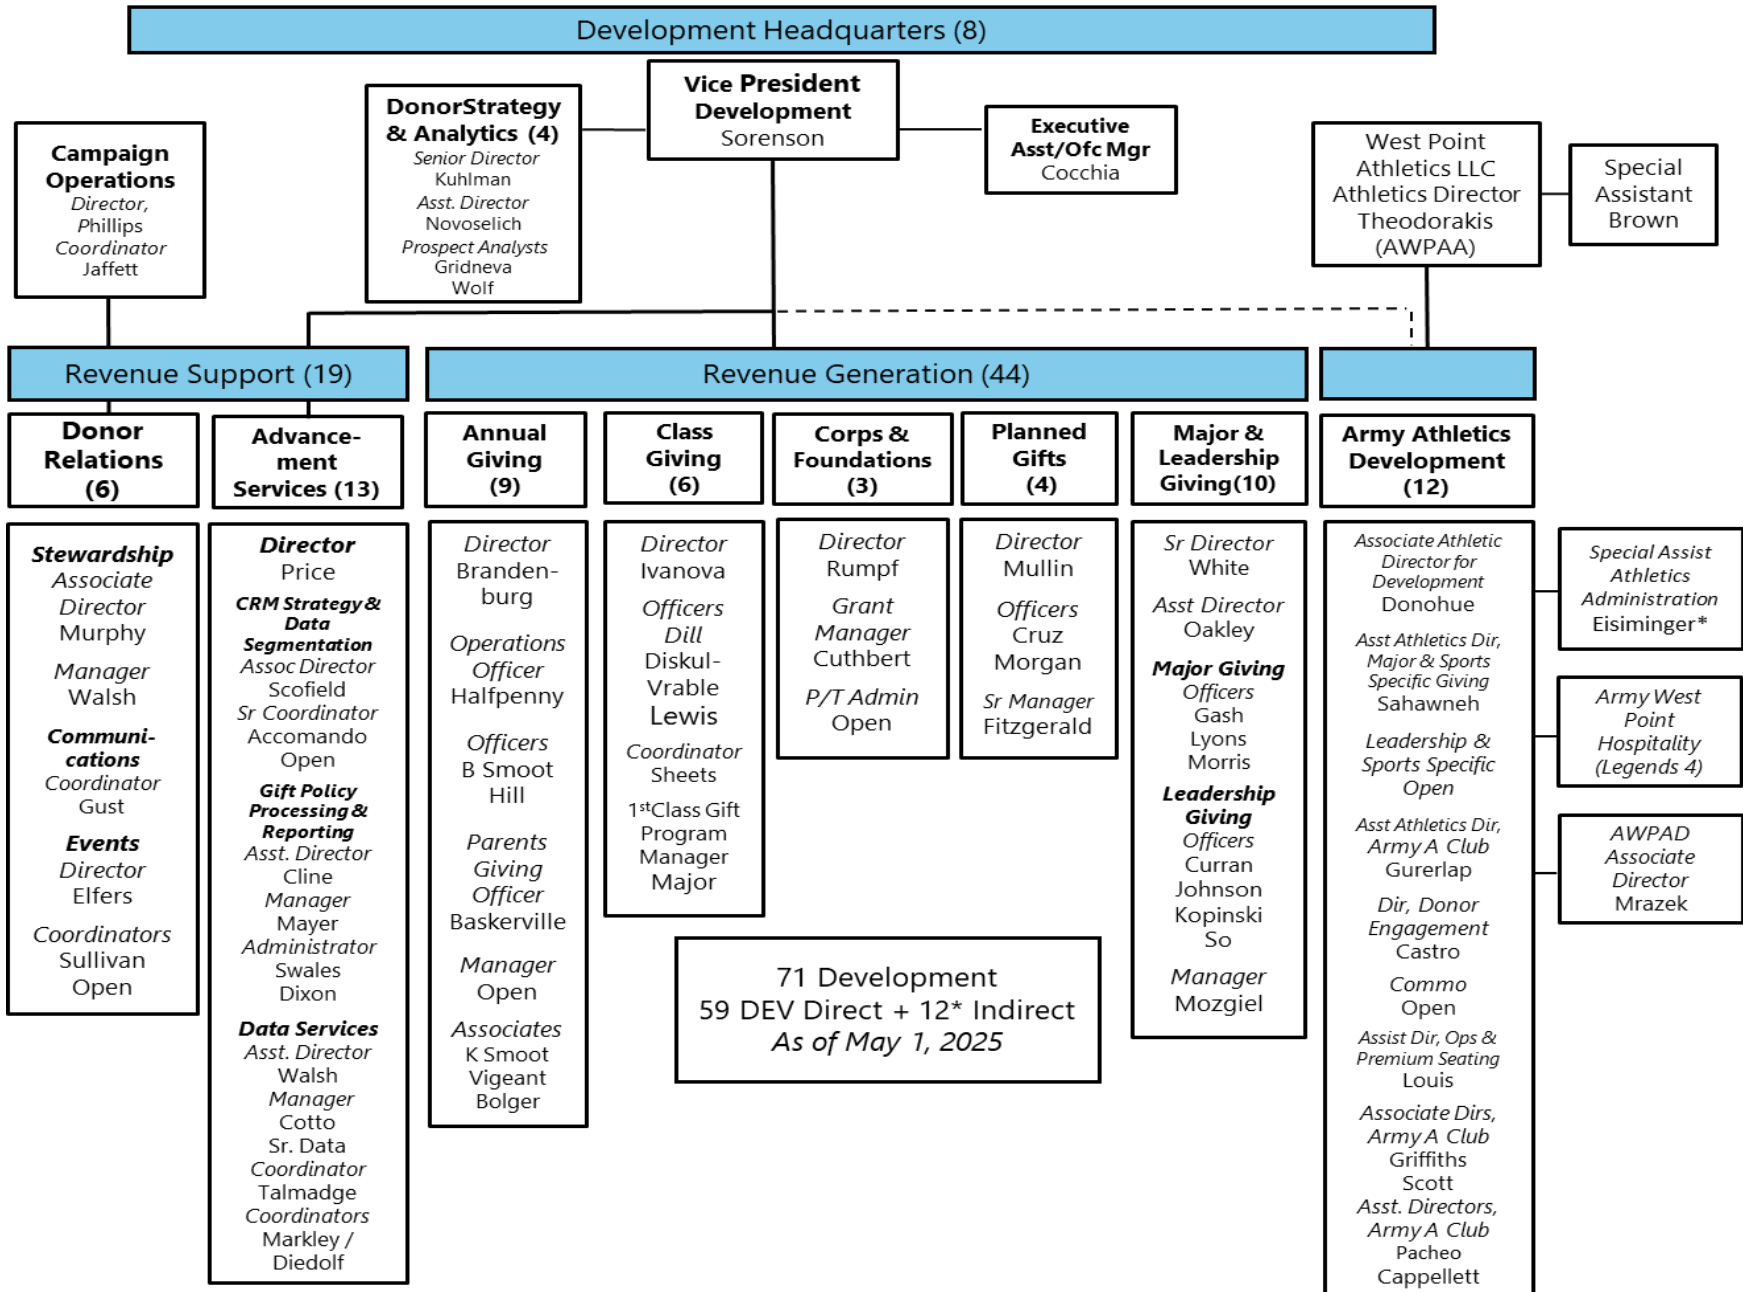 Development Headquarters (8)
Campaign
Operations
Director,
Phillips
Coordinator
Jaffett
DonorStrategy
& Analytics (4)
Senior Director
Kuhlman
Asst. Director
Novoselich
Prospect Analysts
Gridneva
Wolf
Vice President
Development
Sorenson
Executive
Asst/Ofc Mgr
Cocchia
West Point
Athletics LLC
Athletics Director
Theodorakis
(AWPAA)
Special
Assistant
Brown
Revenue Support (19)
Revenue Generation (44)
Donor
Relations
(6)
Advance-
ment
Services (13)
Annual
Giving
(9)
Class
Giving
(6)
Corps &
Foundations
(3)
Planned
Gifts
(4)
Major &
Leadership
Giving(10)
Army Athletics
Development
(12)
Stewardship
Associate
Director
Murphy
Manager
Walsh
Communi-
cations
Coordinator
Gust
Events
Director
Elfers
Coordinators
Sullivan
Open
Director
Price
CRM Strategy &
Data
Segmentation
Assoc Director
Scofield
Sr Coordinator
Accomando
Open
Gift Policy
Processing &
Reporting
Asst. Director
Cline
Manager
Mayer
Administrator
Swales
Dixon
Data Services
Asst. Director
Walsh
Manager
Cotto
Sr. Data
Coordinator
Talmadge
Coordinators
Markley /
Diedolf
Director
Branden-
burg
Operations
Officer
Halfpenny
Officers
B Smoot
Hill
Parents
Giving
Officer
Baskerville
Manager
Open
Associates
K Smoot
Vigeant
Bolger
Director
Ivanova
Officers
Dill
Diskul-
Vrable
Lewis
Coordinator
Sheets
1stClass Gift
Program
Manager
Major
Director
Rumpf
Grant
Manager
Cuthbert
P/T Admin
Open
Director
Mullin
Officers
Cruz
Morgan
Sr Manager
Fitzgerald
Sr Director
White
Asst Director
Oakley
Major Giving
Officers
Gash
Lyons
Morris
Leadership
Giving
Officers
Curran
Johnson
Kopinski
So
Manager
Mozgiel
Associate Athletic
Director for
Development
Donohue
Asst Athletics Dir,
Major & Sports
Specific Giving
Sahawneh
Leadership &
Sports Specific
Open
Asst Athletics Dir,
Army A Club
Gurerlap
Dir, Donor
Engagement
Castro
Commo
Open
Assist Dir, Ops &
Premium Seating
Louis
Associate Dirs,
Army A Club
Griffiths
Scott
Asst. Directors,
Army A Club
Pacheo
Cappellett
Special Assist
Athletics
Administration
Eisiminger*
Army West
Point
Hospitality
(Legends 4)
AWPAD
Associate
Director
Mrazek
71 Development
59 DEV Direct + 12* Indirect
As of May 1, 2025